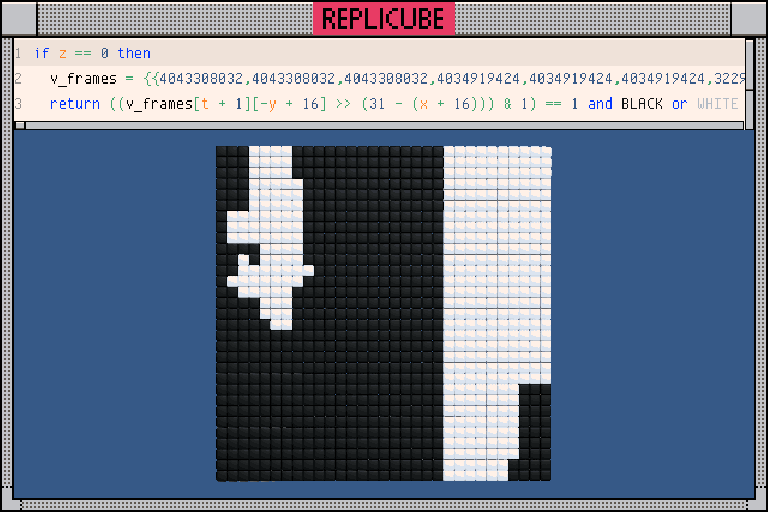 REPLICUBE
1 if z == 0 then
2 v_frames = {{4043308032,4043308032,4043308032,4034919424,4034919424,4034919424,3229
3 return ((v_frames[t + 1][-y + 16] >> (31 - (x + 16))) & 1) == 1 and BLACK or WHITE